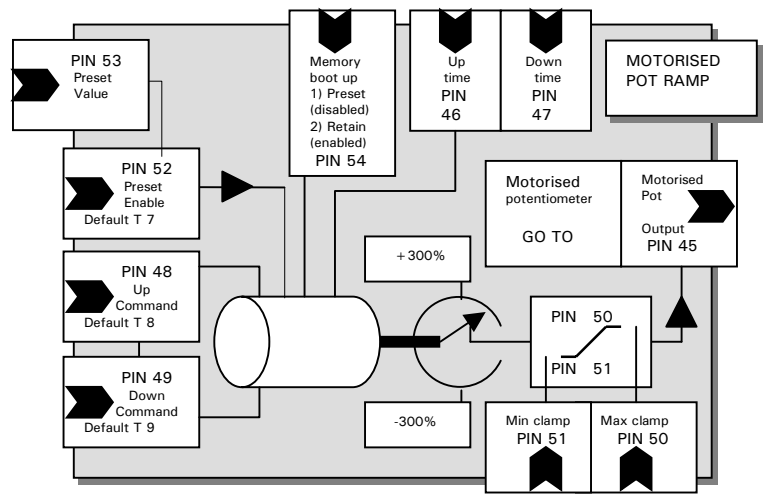 PIN 53
Preset
Value
Memory
boot up
1) Preset
(disabled)
2) Retain
(enabled)
PIN 54
Up
time
PIN
46
Down
time
PIN
47
MOTORISED
POT RAMP
PIN 52
Preset
Enable
Default T 7
Motorised
potentiometer
GO TO
Motorised
Pot
Output
PIN 45
PIN 48
Up
Command
Default T 8
+300%
PIN 50
PIN 51
PIN 49
Down
Command
Default T 9
-300%
Min clamp
PIN 51
Max clamp
PIN 50